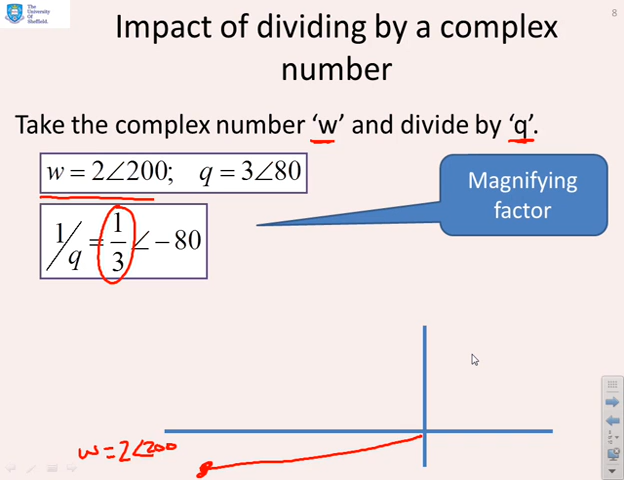 The
University
Of
Sheffield.
8
Impact of dividing by a complex
number
Take the complex number ‘w’ and divide by ‘q’.
w = 2∠200; q = 3∠80
1/q = 1/3 ∠ − 80
Magnifying
factor
w=2∠200